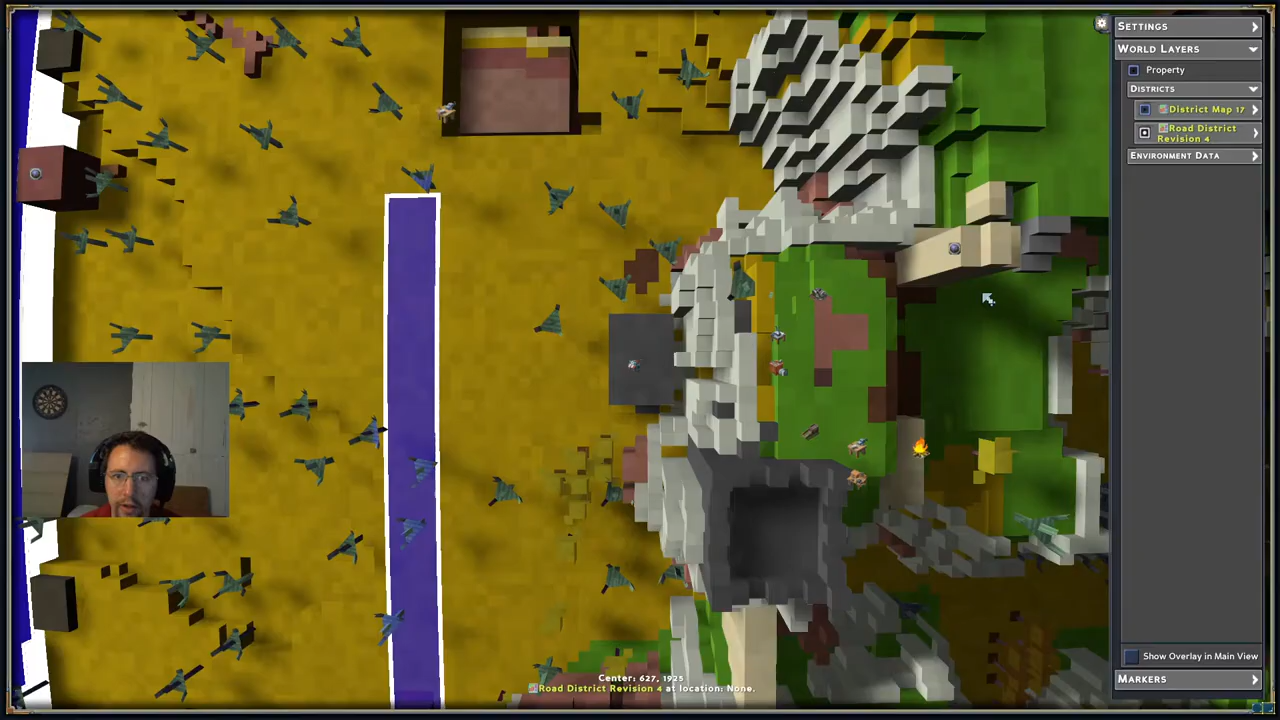 SETTINGS
WORLD LAYERS
Property
DISTRICTS
District Map 17
Road District
Revision 4
ENVIRONMENT DATA
Show Overlay in Main View
Center: 627, 1925
Road District Revision 4 at location: None.
MARKERS